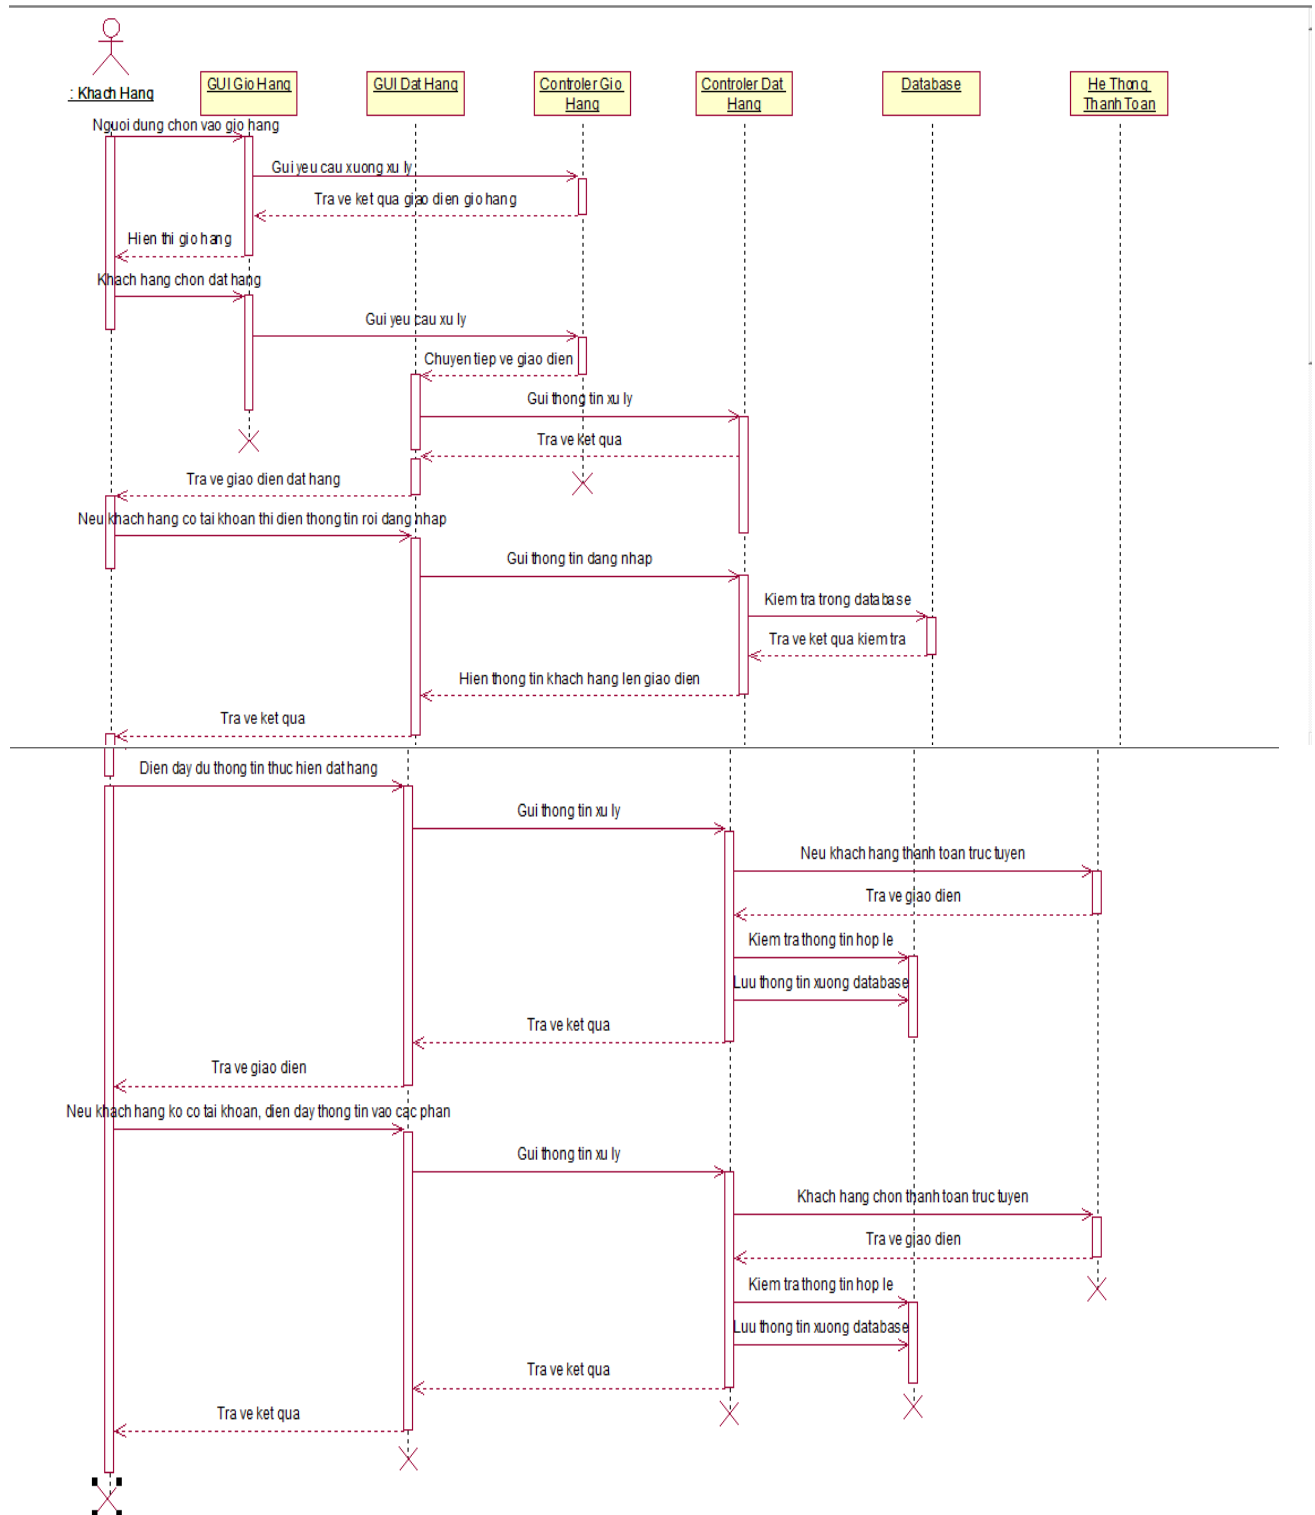 : Khach Hang
GUI Gio Hang
GUI Dat Hang
Controler Gio
Hang
Controler Dat
Hang
Database
He Thong
Thanh Toan
Nguoi dung chon vao gio hang
Gui yeu cau xuong xu ly
Tra ve ket qua giao dien gio hang
Hien thi gio hang
Khach hang chon dat hang
Gui yeu cau xu ly
Chuyen tiep ve giao dien
Gui thong tin xu ly
Tra ve ket qua
Tra ve giao dien dat hang
Neu khach hang co tai khoan thi dien thong tin roi dang nhap
Gui thong tin dang nhap
Kiem tra trong database
Tra ve ket qua kiem tra
Hien thong tin khach hang len giao dien
Tra ve ket qua
Dien day du thong tin thuc hien dat hang
Gui thong tin xu ly
Neu khach hang thanh toan truc tuyen
Tra ve giao dien
Kiem tra thong tin hop le
Luu thong tin xuong database
Tra ve ket qua
Tra ve giao dien
Neu khach hang ko co tai khoan, dien day thong tin vao cac phan
Gui thong tin xu ly
Khach hang chon thanh toan truc tuyen
Tra ve giao dien
Kiem tra thong tin hop le
Luu thong tin xuong database
Tra ve ket qua
Tra ve ket qua